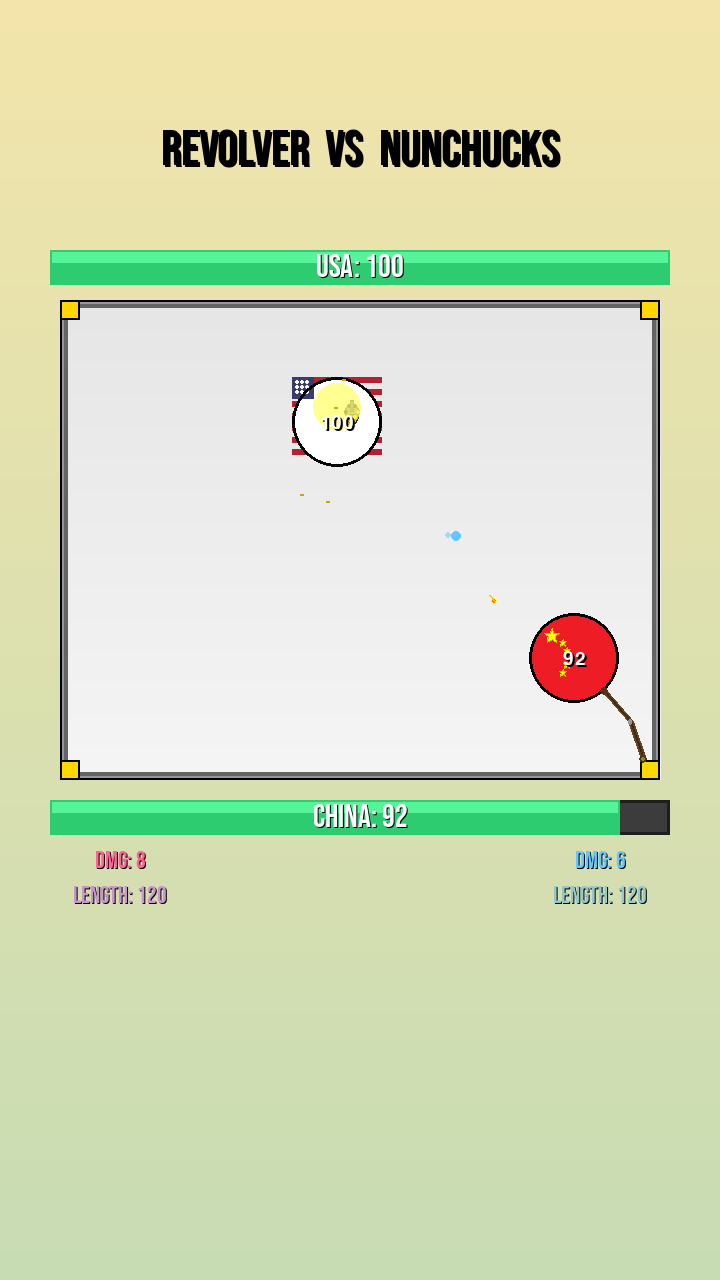 REVOLVER VS NUNCHUCKS
USA: 100
100
92
CHINA: 92
DMG: 8
DMG: 6
LENGTH: 120
LENGTH: 120